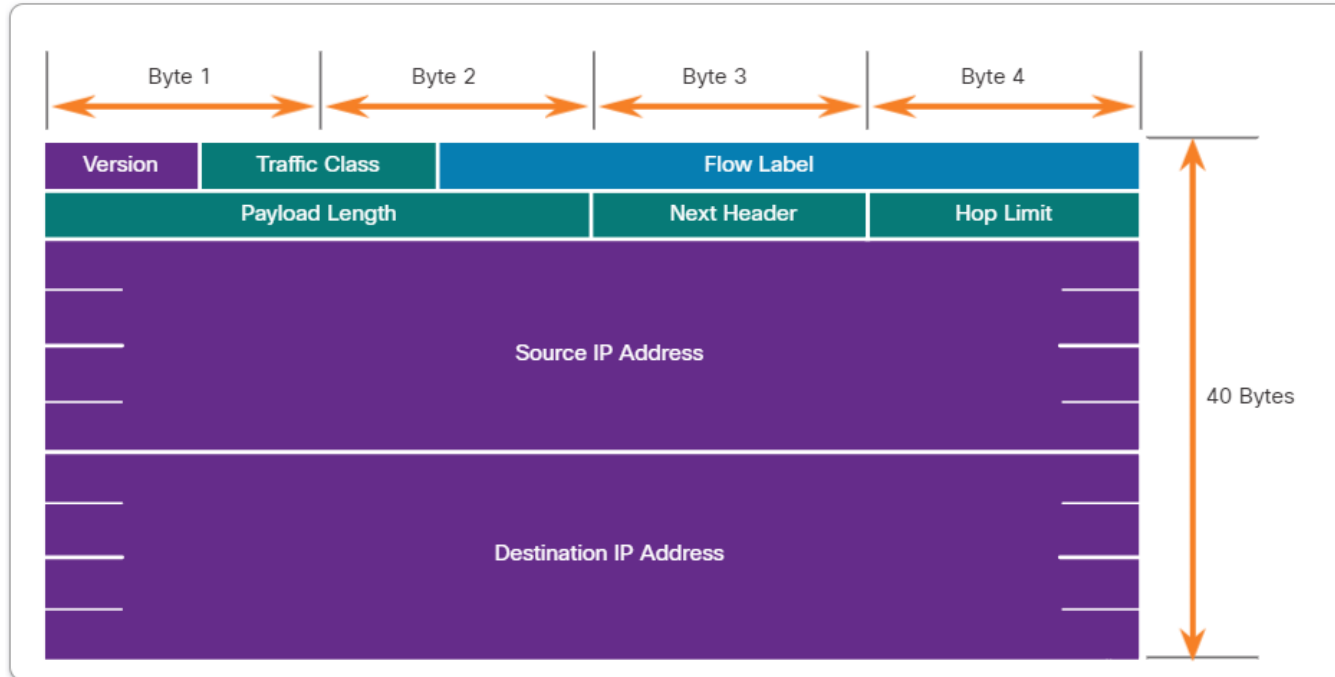 Byte 1 Byte 2 Byte 3 Byte 4
Version Traffic Class Flow Label
Payload Length Next Header Hop Limit
Source IP Address
40 Bytes
Destination IP Address